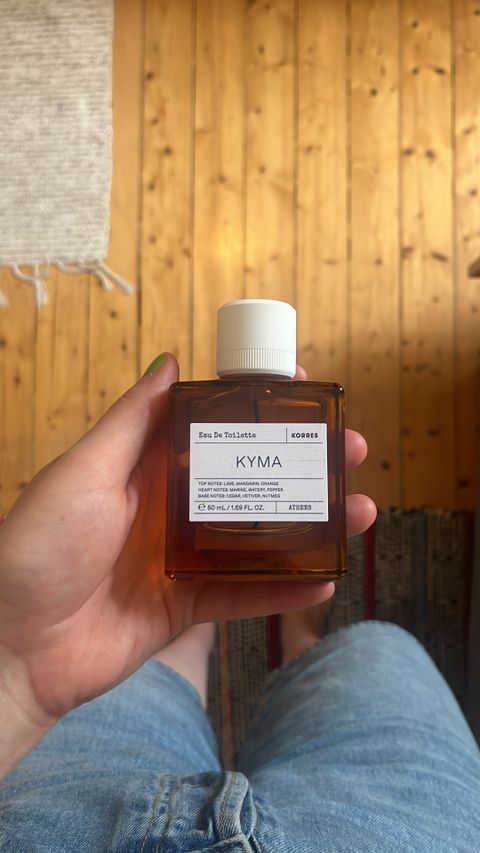 Eau De Toilette KORRES
KYMA
TOP NOTES: LIME, MANDARIN, ORANGE
HEART NOTES: MARINE, WATERY, PEPPER
BASE NOTES: CEDAR, VETIVER, NUTMEG
℮ 50 mL / 1.69 FL. OZ. ATHENS